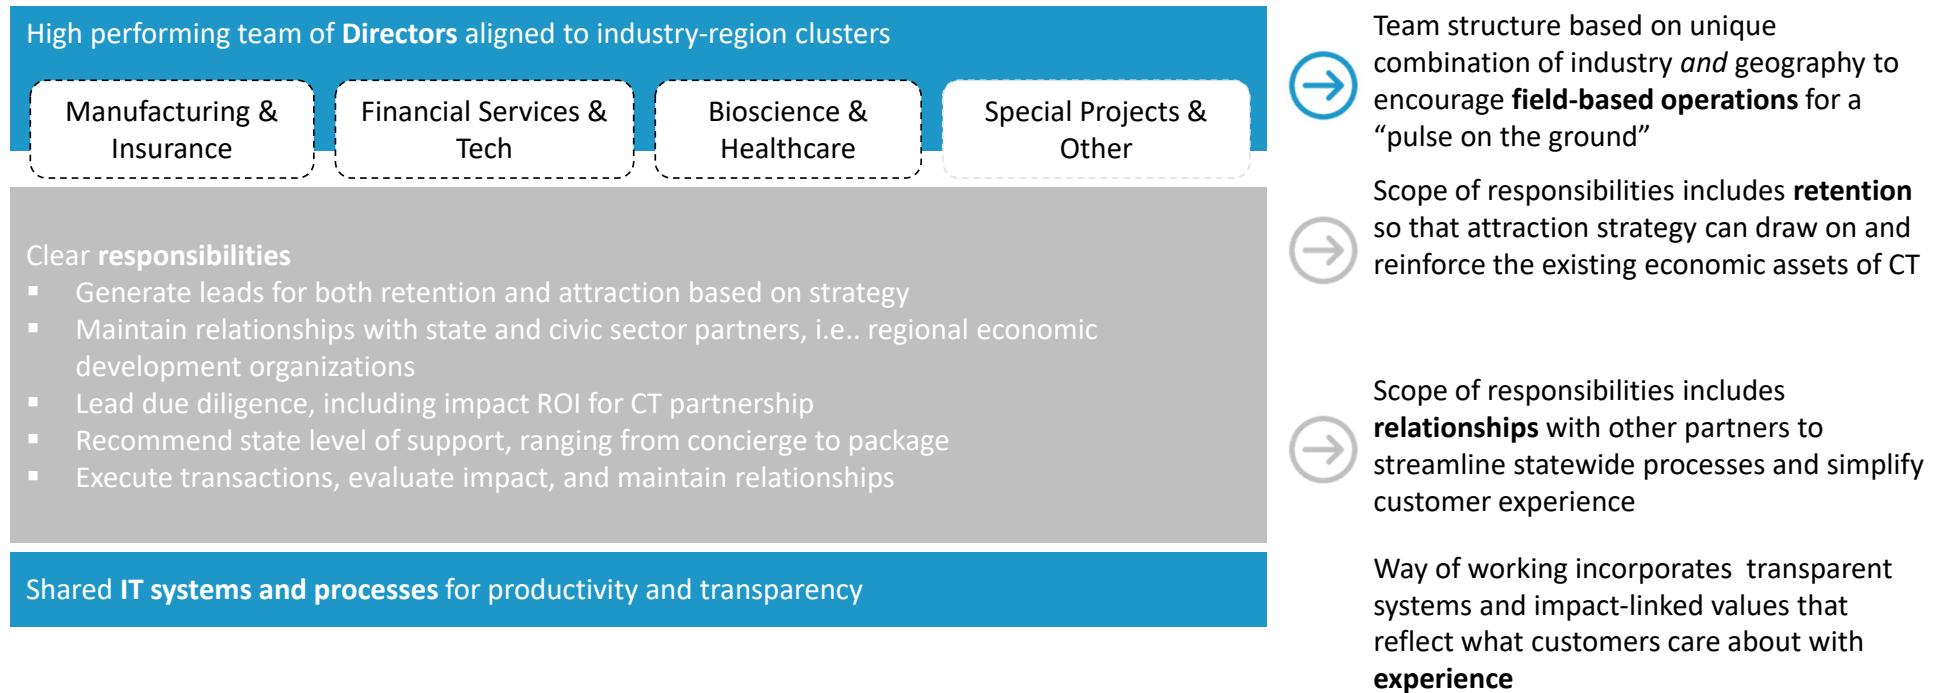 High performing team of Directors aligned to industry-region clusters
Manufacturing &
Insurance
Financial Services &
Tech
Bioscience &
Healthcare
Special Projects &
Other
Clear responsibilities
▪ Generate leads for both retention and attraction based on strategy
▪ Maintain relationships with state and civic sector partners, i.e.. regional economic
development organizations
▪ Lead due diligence, including impact ROI for CT partnership
▪ Recommend state level of support, ranging from concierge to package
▪ Execute transactions, evaluate impact, and maintain relationships
Shared IT systems and processes for productivity and transparency
Team structure based on unique
combination of industry and geography to
encourage field-based operations for a
“pulse on the ground”
Scope of responsibilities includes retention
so that attraction strategy can draw on and
reinforce the existing economic assets of CT
Scope of responsibilities includes
relationships with other partners to
streamline statewide processes and simplify
customer experience
Way of working incorporates  transparent
systems and impact-linked values that
reflect what customers care about with
experience